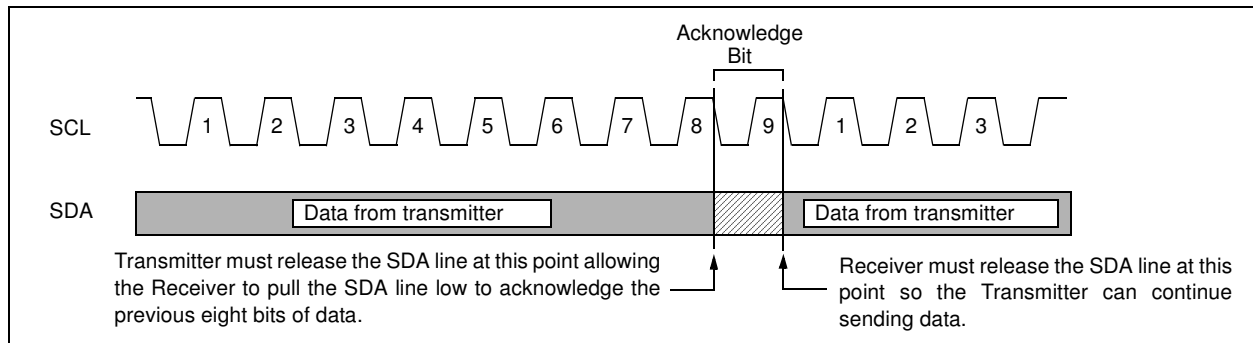 Acknowledge
Bit
SCL
1 2 3 4 5 6 7 8 9 1 2 3
SDA
Data from transmitter
Data from transmitter
Transmitter must release the SDA line at this point allowing
the Receiver to pull the SDA line low to acknowledge the
previous eight bits of data.
Receiver must release the SDA line at this
point so the Transmitter can continue
sending data.